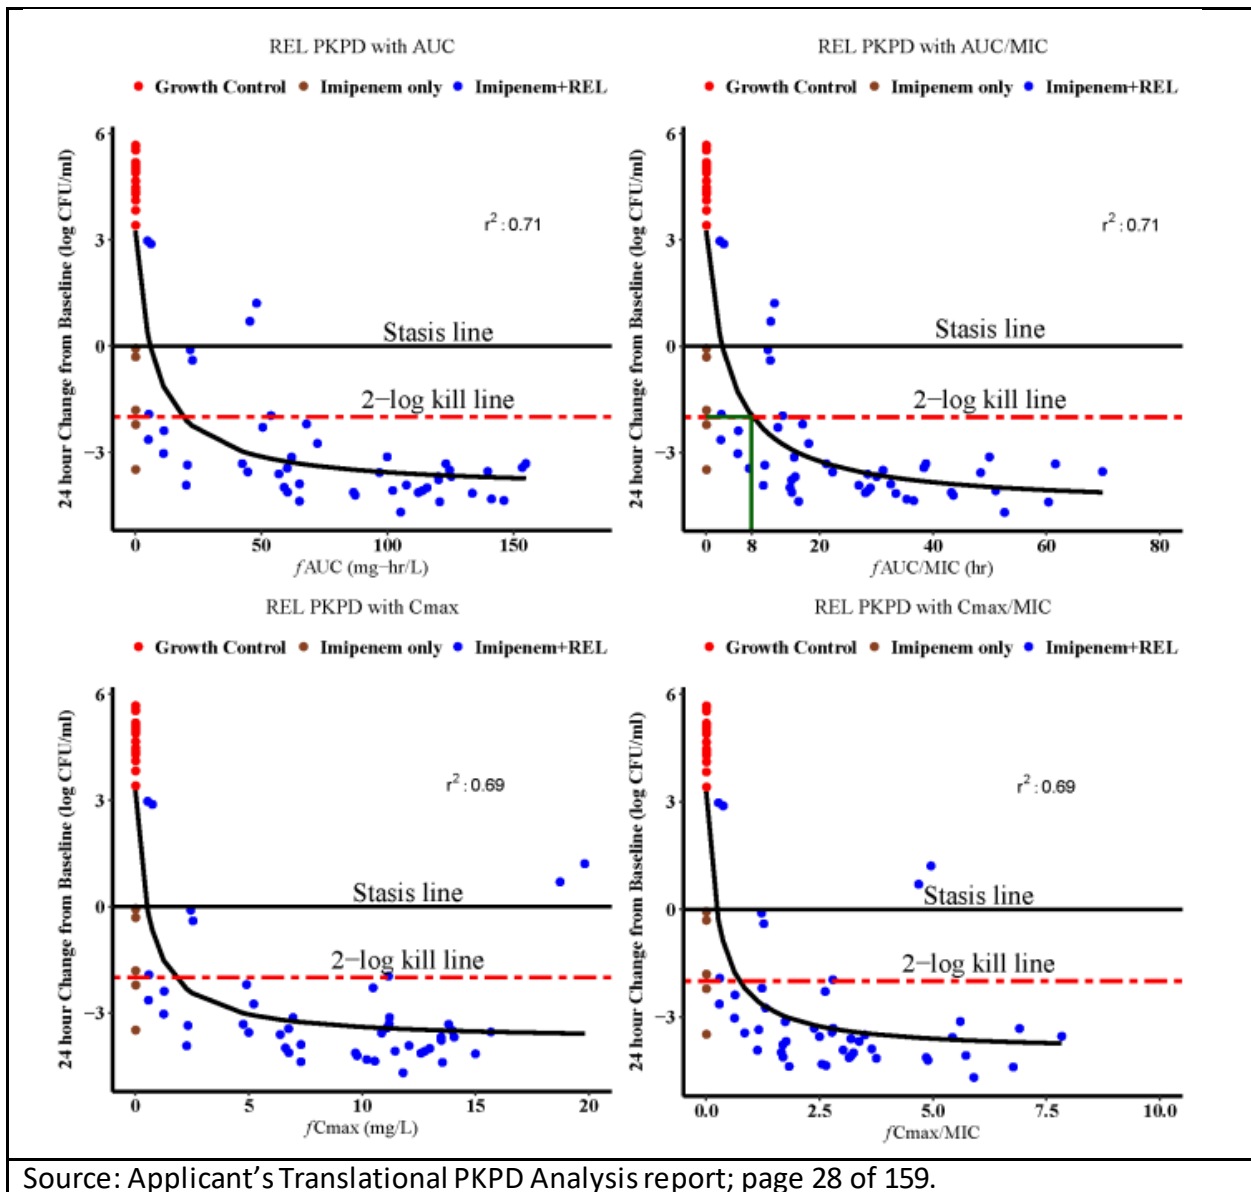 REL PKPD with AUC
Growth Control Imipenem only Imipenem+REL
24 hour Change from Baseline (log CFU/ml)
6
3
0
−3
r²: 0.71
Stasis line
2−log kill line
0 50 100 150
fAUC (mg−hr/L)
REL PKPD with AUC/MIC
Growth Control Imipenem only Imipenem+REL
24 hour Change from Baseline (log CFU/ml)
6
3
0
−3
r²: 0.71
Stasis line
2−log kill line
0 8 20 40 60 80
fAUC/MIC (hr)
REL PKPD with Cmax
Growth Control Imipenem only Imipenem+REL
24 hour Change from Baseline (log CFU/ml)
6
3
0
−3
r²: 0.69
Stasis line
2−log kill line
0 5 10 15 20
fCmax (mg/L)
REL PKPD with Cmax/MIC
Growth Control Imipenem only Imipenem+REL
24 hour Change from Baseline (log CFU/ml)
6
3
0
−3
r²: 0.69
Stasis line
2−log kill line
0.0 2.5 5.0 7.5 10.0
fCmax/MIC
Source: Applicant's Translational PKPD Analysis report; page 28 of 159.